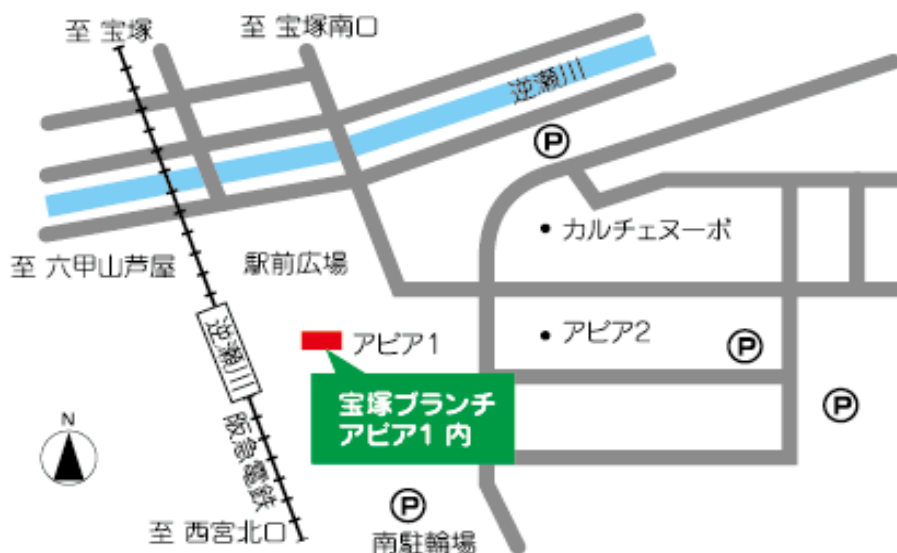 至 宝塚
至 宝塚南口
逆瀬川
P
カルチェヌーボ
至 六甲山芦屋
駅前広場
アピア1
アピア2
P
逆瀬川
宝塚ブランチ
アピア1 内
P
N
阪急電鉄
P
至 西宮北口
南駐輪場